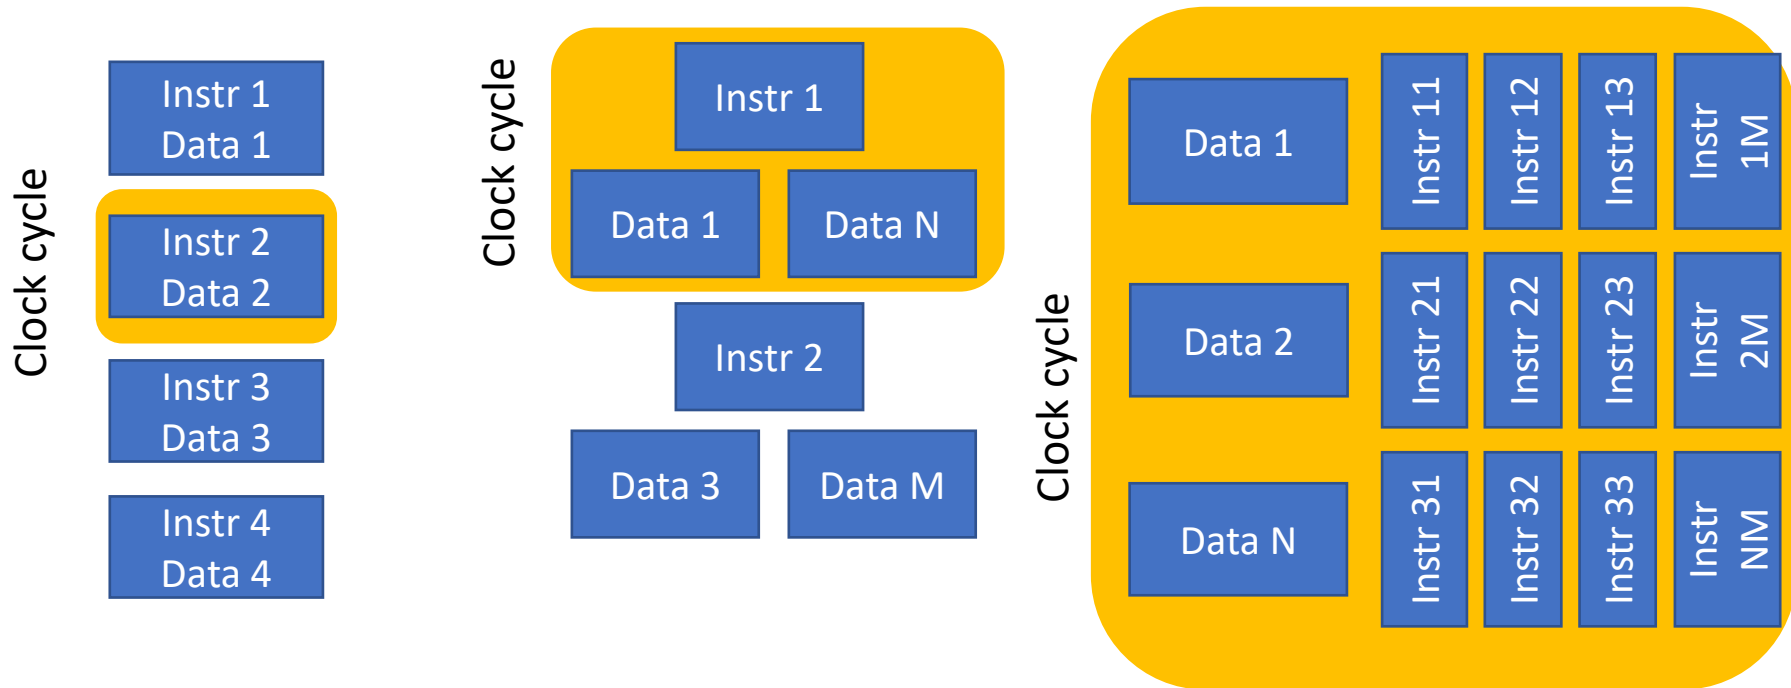 Clock cycle
Instr 1
Data 1
Instr 2
Data 2
Instr 3
Data 3
Instr 4
Data 4
Clock cycle
Instr 1
Data 1
Data N
Instr 2
Data 3
Data M
Clock cycle
Data 1
Instr 11
Instr 12
Instr 13
Instr
1M
Data 2
Instr 21
Instr 22
Instr 23
Instr
2M
Data N
Instr 31
Instr 32
Instr 33
Instr
NM